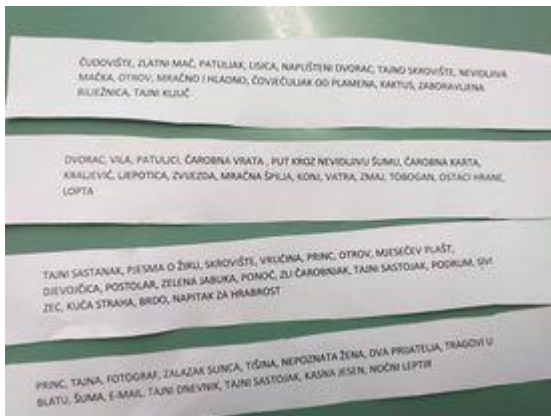 ČUDOVIŠTE, ZLATNI MAČ, PATULJAK, LISICA, NAPUŠTENI DVORAC, TAJNO SKROVIŠTE, NEVIDLJIVA
MAČKA, OTROV, MRAČNO I HLADNO, ČOVJEČULJAK OD PLAMENA, KAKTUS, ZABORAVLJENA
BILJEŽNICA, TAJNI KLJUČ
DVORAC, VILA, PATULJCI, ČAROBNA VRATA , PUT KROZ NEVIDLJIVU ŠUMU, ČAROBNA KARTA,
KRALJEVIĆ, LJEPOTICA, ZVIJEZDA, MRAČNA ŠPILJA, KONJ, VATRA, ZMAJ, TOBOGAN, OSTACI HRANE,
LOPTA
TAJNI SASTANAK, PJESMA O ŽIRU, SKROVIŠTE, VRUĆINA, PRINC, OTROV, MJESEČEV PLAŠT,
DJEVOJČICA, POSTOLAR, ZELENA JABUKA, PONOĆ, ZLI ČAROBNJAK, TAJNI SASTOJAK, PODRUM, SIVI
ZEC, KUĆA STRAHA, BRDO, NAPITAK ZA HRABROST
PRINC, TAJNA, FOTOGRAF, ZALAZAK SUNCA, TIŠINA, NEPOZNATA ŽENA, DVA PRIJATELJA, TRAGOVI U
BLATU, ŠUMA, E-MAIL, TAJNI DNEVNIK, TAJNI SASTOJAK, KASNA JESEN, NOĆNI LEPTIR